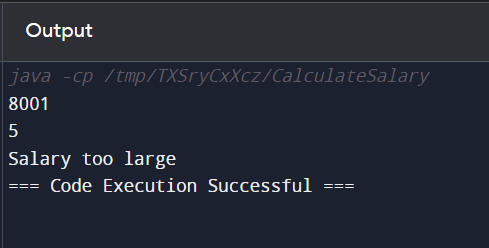 Output
java -cp /tmp/TXSryCxXcz/CalculateSalary
8001
5
Salary too large
=== Code Execution Successful ===